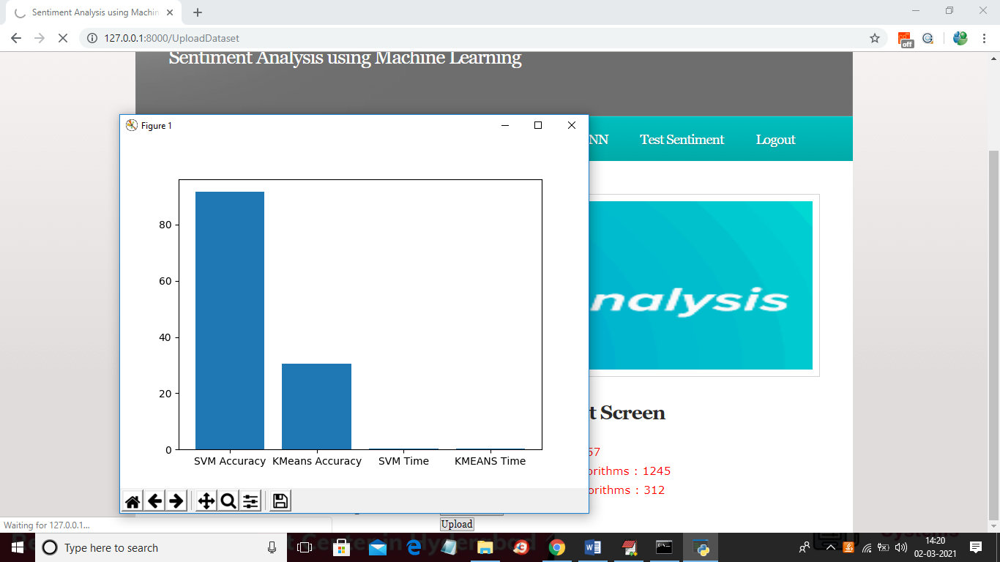 Sentiment Analysis using Machin
127.0.0.1:8000/UploadDataset
off
Sentiment Analysis using Machine Learning
Figure 1
NN Test Sentiment Logout
80
60
40
20
0
SVM Accuracy KMeans Accuracy SVM Time KMEANS Time
nalysis
t Screen
57
orithms : 1245
orithms : 312
Upload
Waiting for 127.0.0.1...
Type here to search
14:20
02-03-2021